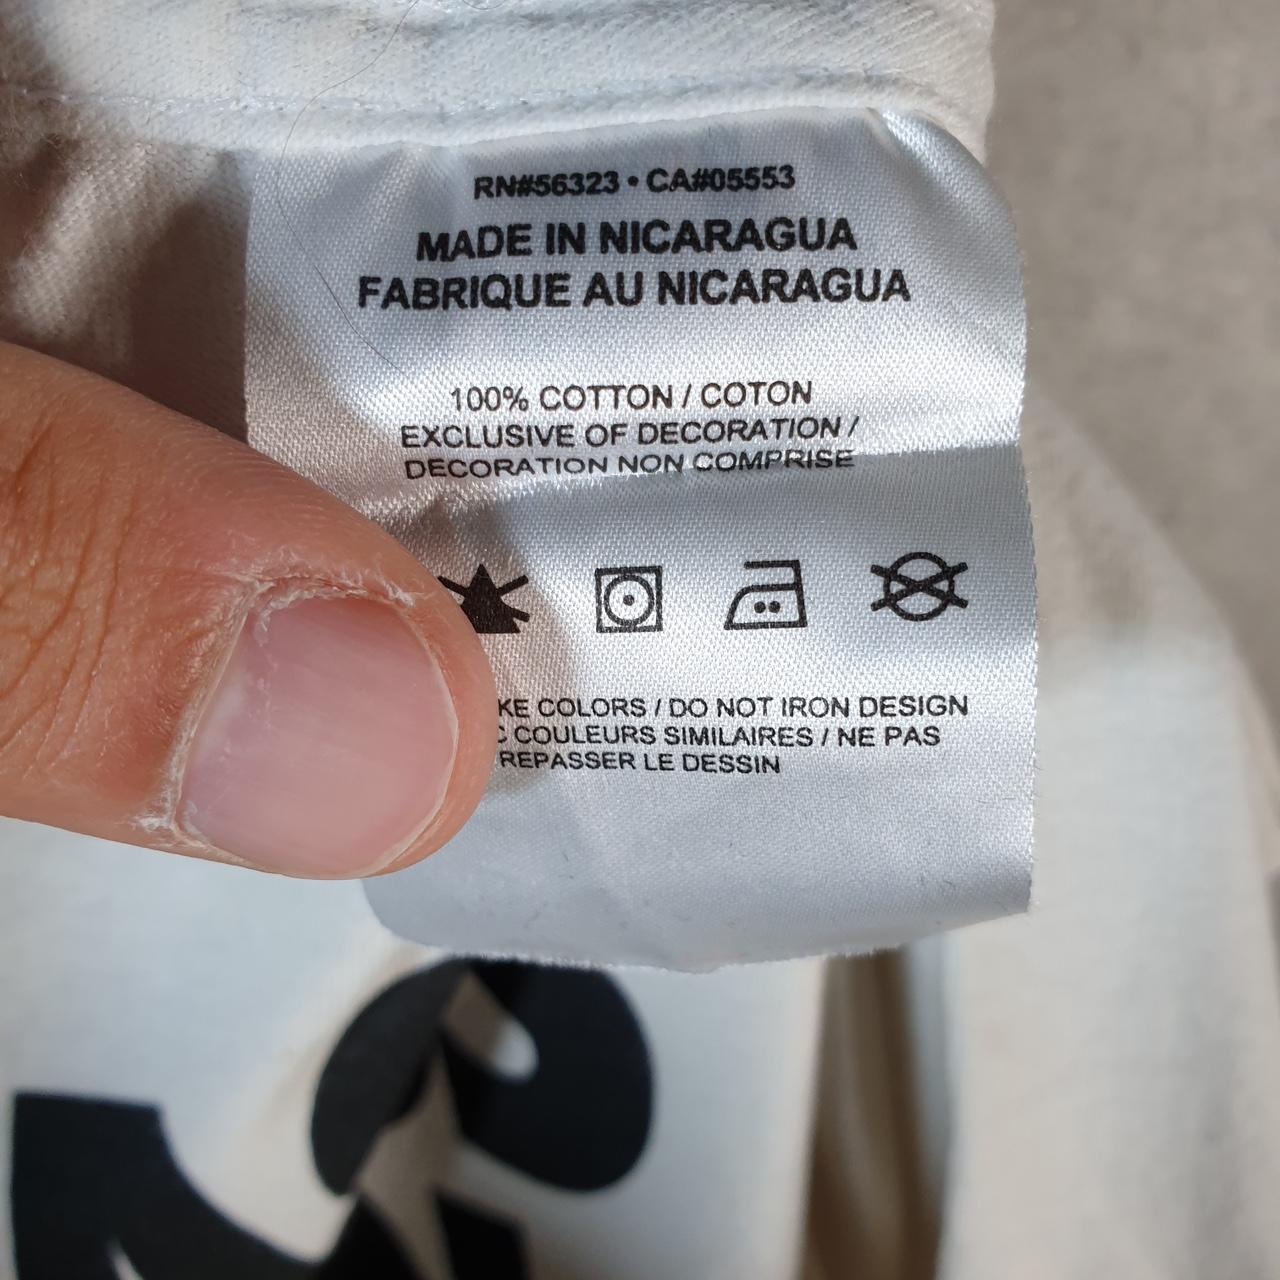 RN#56323 • CA#05553
MADE IN NICARAGUA
FABRIQUE AU NICARAGUA
100% COTTON / COTON
EXCLUSIVE OF DECORATION /
DECORATION NON COMPRISE
COLORS / DO NOT IRON DESIGN
COULEURS SIMILAIRES / NE PAS
REPASSER LE DESSIN